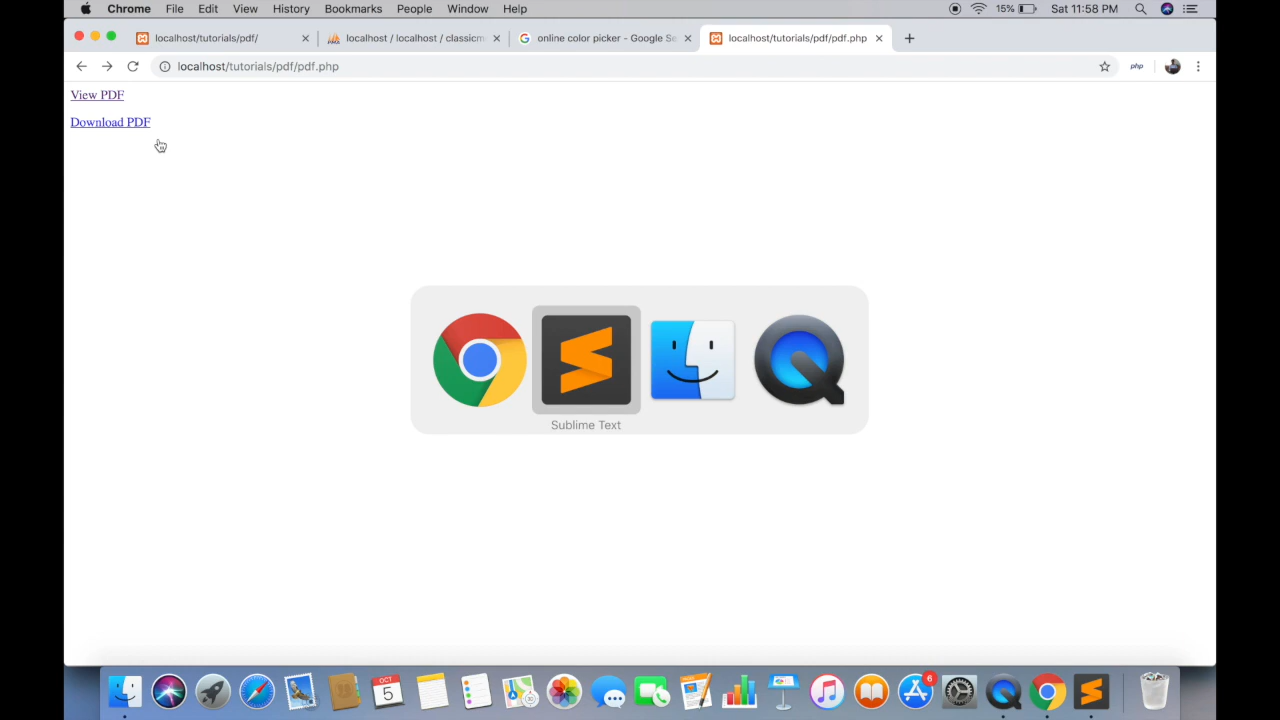 Chrome File Edit View History Bookmarks People Window Help 15% Sat 11:58 PM
localhost/tutorials/pdf/ localhost / localhost / classicm online color picker - Google Se localhost/tutorials/pdf/pdf.php
localhost/tutorials/pdf/pdf.php php
View PDF
Download PDF
Sublime Text
OCT
5
6